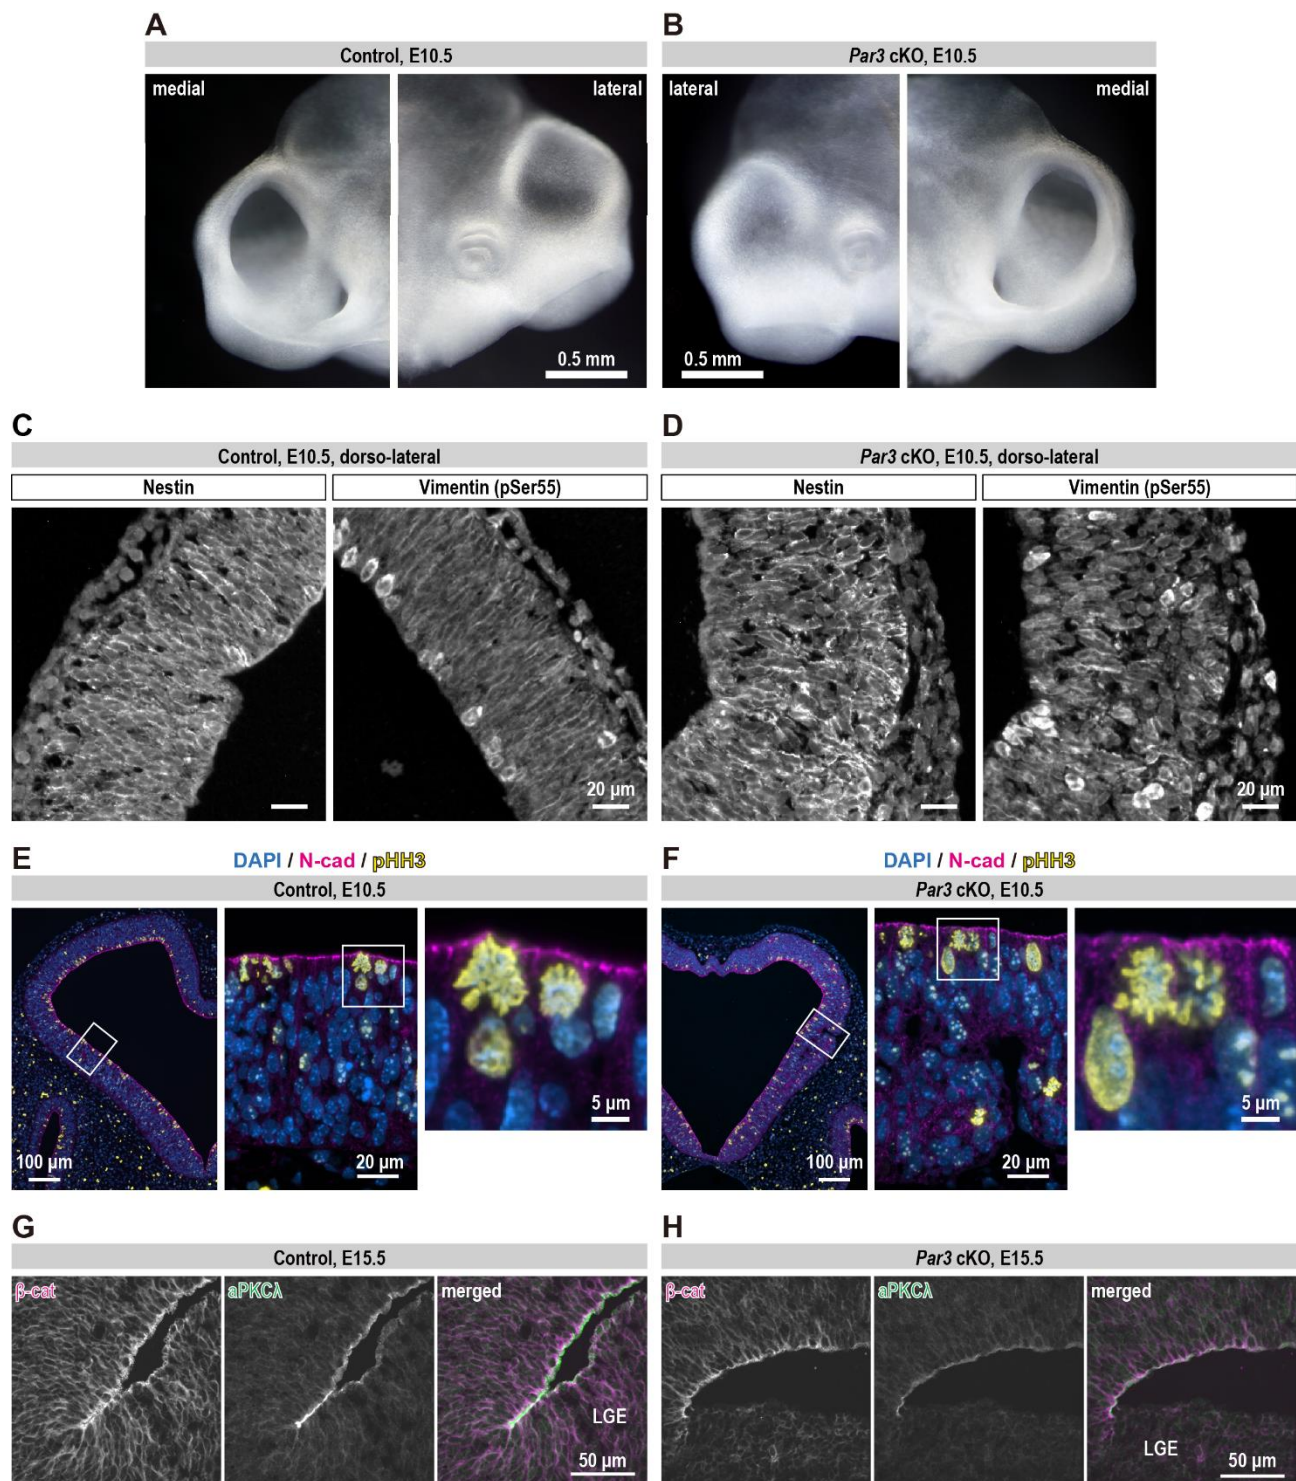 A
Control, E10.5
medial
lateral
0.5 mm
B
Par3 cKO, E10.5
lateral
medial
0.5 mm
C
Control, E10.5, dorso-lateral
Nestin
Vimentin (pSer55)
20 µm
D
Par3 cKO, E10.5, dorso-lateral
Nestin
Vimentin (pSer55)
20 µm
E
DAPI / N-cad / pHH3
Control, E10.5
100 µm
20 µm
5 µm
F
DAPI / N-cad / pHH3
Par3 cKO, E10.5
100 µm
20 µm
5 µm
G
Control, E15.5
β-cat
aPKCλ
merged
LGE
50 µm
H
Par3 cKO, E15.5
β-cat
aPKCλ
merged
LGE
50 µm